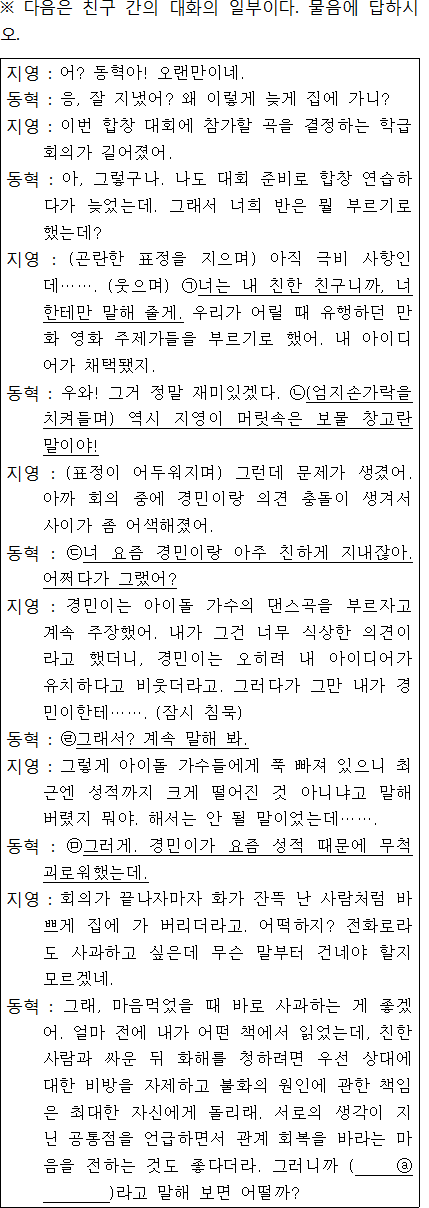 ※ 다음은 친구 간의 대화의 일부이다. 물음에 답하시
오.
지영 : 어? 동혁아! 오랜만이네.
동혁 : 응, 잘 지냈어? 왜 이렇게 늦게 집에 가니?
지영 : 이번 합창 대회에 참가할 곡을 결정하는 학급
회의가 길어졌어.
동혁 : 아, 그렇구나. 나도 대회 준비로 합창 연습하
다가 늦었는데. 그래서 너희 반은 뭘 부르기로
했는데?
지영 : (곤란한 표정을 지으며) 아직 극비 사항인
데……. (웃으며) ㉠너는 내 친한 친구니까, 너
한테만 말해 줄게. 우리가 어릴 때 유행하던 만
화 영화 주제가들을 부르기로 했어. 내 아이디
어가 채택됐지.
동혁 : 우와! 그거 정말 재미있겠다. ㉡(엄지손가락을
치켜들며) 역시 지영이 머릿속은 보물 창고란
말이야!
지영 : (표정이 어두워지며) 그런데 문제가 생겼어.
아까 회의 중에 경민이랑 의견 충돌이 생겨서
사이가 좀 어색해졌어.
동혁 : ㉢너 요즘 경민이랑 아주 친하게 지내잖아.
어쩌다가 그랬어?
지영 : 경민이는 아이돌 가수의 댄스곡을 부르자고
계속 주장했어. 내가 그건 너무 식상한 의견이
라고 했더니, 경민이는 오히려 내 아이디어가
유치하다고 비웃더라고. 그러다가 그만 내가 경
민이한테……. (잠시 침묵)
동혁 : ㉣그래서? 계속 말해 봐.
지영 : 그렇게 아이돌 가수들에게 푹 빠져 있으니 최
근엔 성적까지 크게 떨어진 것 아니냐고 말해
버렸지 뭐야. 해서는 안 될 말이었는데…….
동혁 : ㉤그러게. 경민이가 요즘 성적 때문에 무척
괴로워했는데.
지영 : 회의가 끝나자마자 화가 잔뜩 난 사람처럼 바
쁘게 집에 가 버리더라고. 어떡하지? 전화로라
도 사과하고 싶은데 무슨 말부터 건네야 할지
모르겠네.
동혁 : 그래, 마음먹었을 때 바로 사과하는 게 좋겠
어. 얼마 전에 내가 어떤 책에서 읽었는데, 친한
사람과 싸운 뒤 화해를 청하려면 우선 상대에
대한 비방을 자제하고 불화의 원인에 관한 책임
은 최대한 자신에게 돌리래. 서로의 생각이 지
닌 공통점을 언급하면서 관계 회복을 바라는 마
음을 전하는 것도 좋다더라. 그러니까 ( ⓐ
)라고 말해 보면 어떨까?